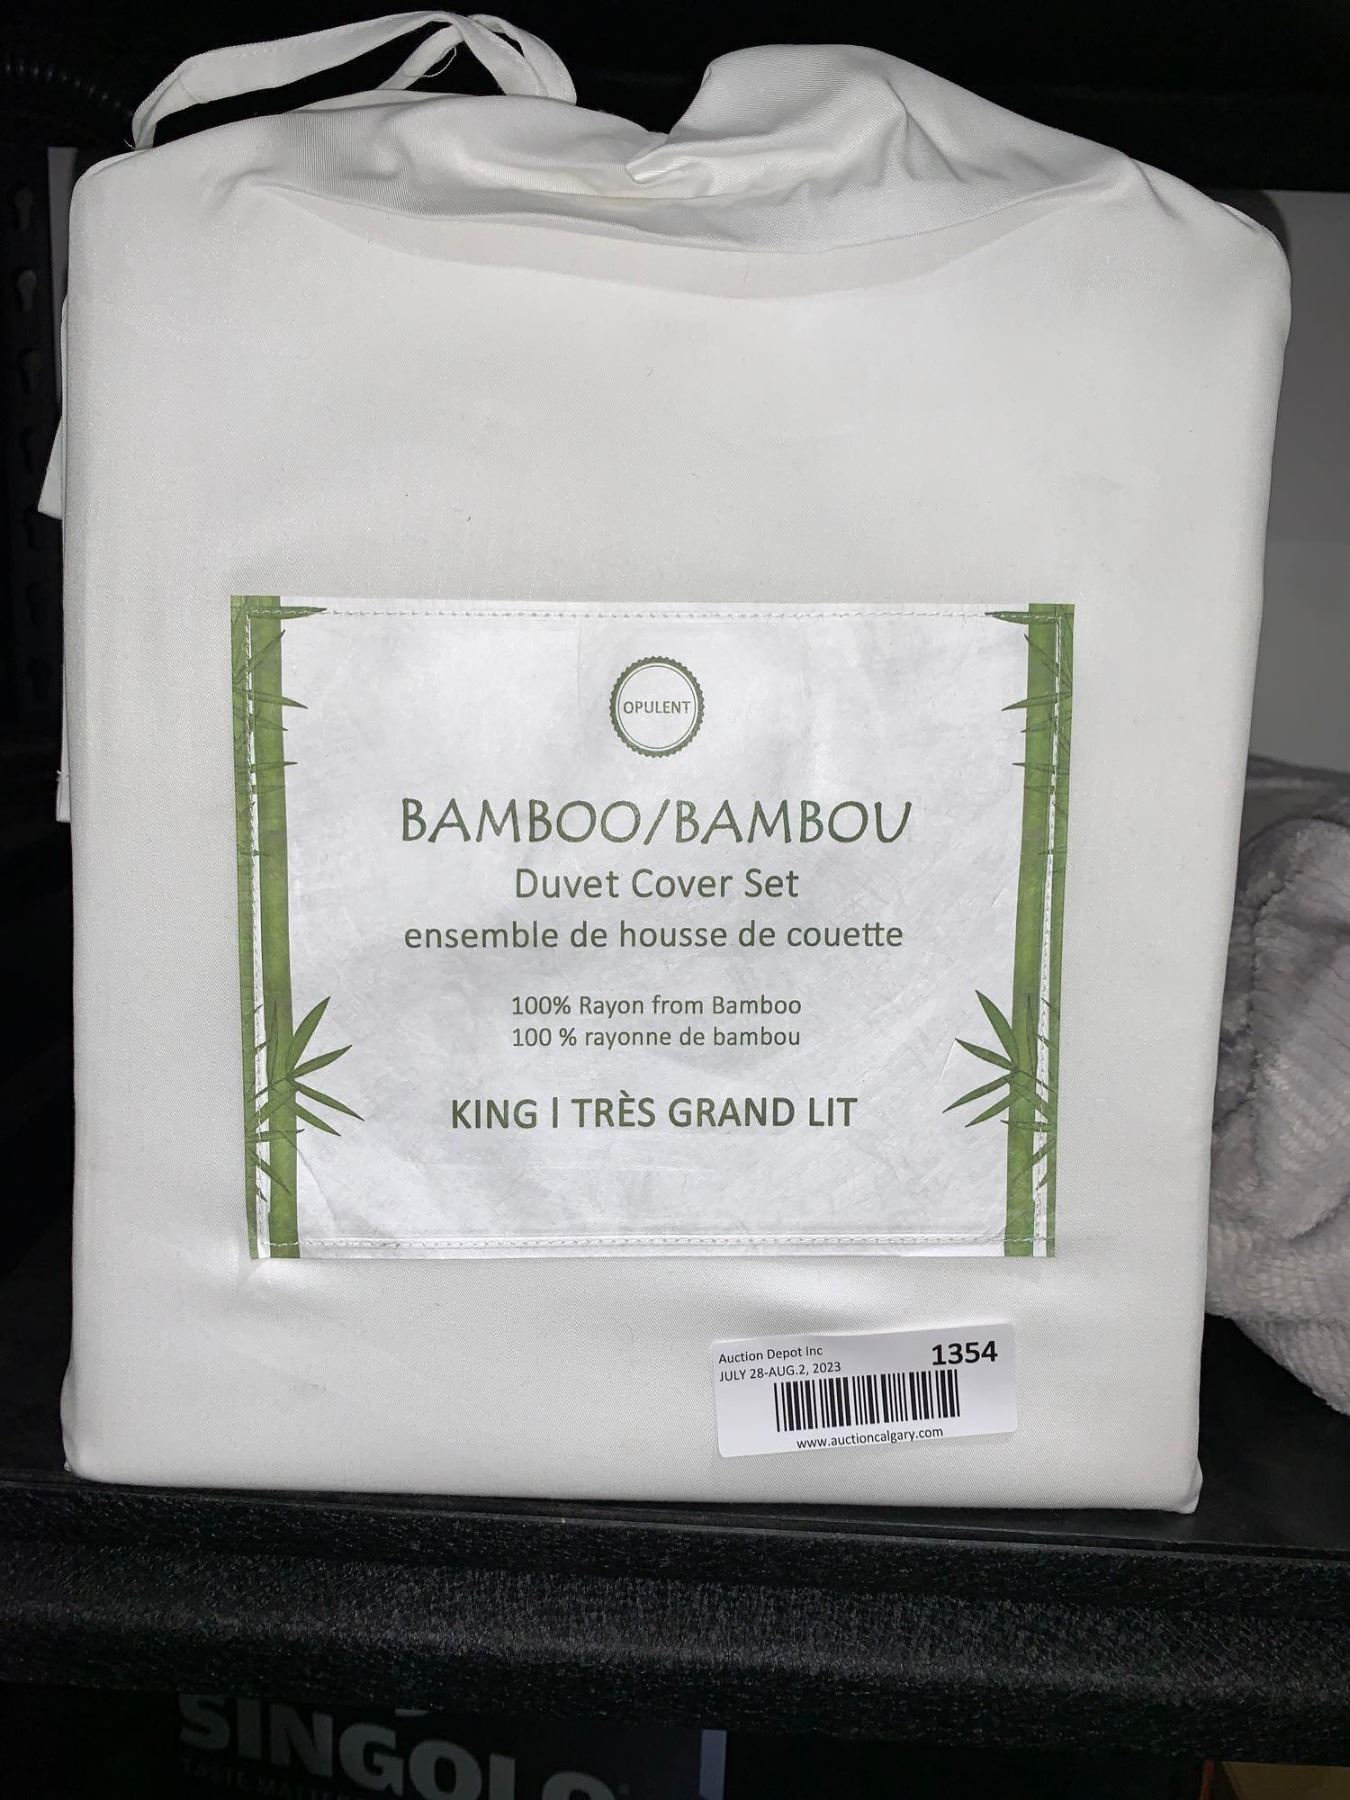 OPULENT
BAMBOO/BAMBOU
Duvet Cover Set
ensemble de housse de couette
100% Rayon from Bamboo
100 % rayonne de bambou
KING | TRÈS GRAND LIT
Auction Depot Inc 1354
JULY 28-AUG.2, 2023
www.auctioncalgary.com
SINGOLO
TASTE